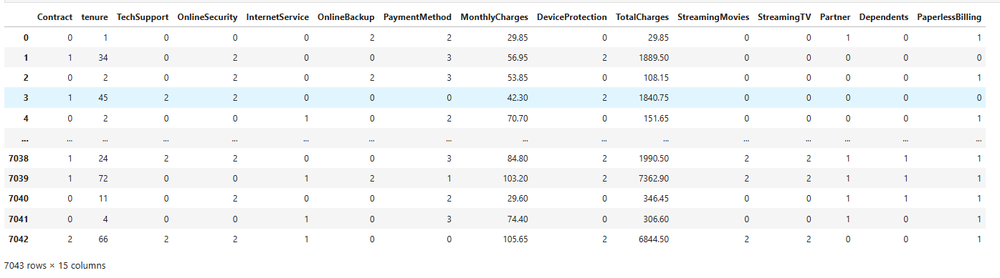 Contract tenure TechSupport OnlineSecurity InternetService OnlineBackup PaymentMethod MonthlyCharges DeviceProtection TotalCharges StreamingMovies StreamingTV Partner Dependents PaperlessBilling
0 0 1 0 0 0 2 2 29.85 0 29.85 0 0 1 0 1
1 1 34 0 2 0 0 3 56.95 2 1889.50 0 0 0 0 0
2 0 2 0 2 0 2 3 53.85 0 108.15 0 0 0 0 1
3 1 45 2 2 0 0 0 42.30 2 1840.75 0 0 0 0 0
4 0 2 0 0 1 0 2 70.70 0 151.65 0 0 0 0 1
... ... ... ... ... ... ... ... ... ... ... ... ... ... ... ...
7038 1 24 2 2 0 0 3 84.80 2 1990.50 2 2 1 1 1
7039 1 72 0 0 1 2 1 103.20 2 7362.90 2 2 1 1 1
7040 0 11 0 2 0 0 2 29.60 0 346.45 0 0 1 1 1
7041 0 4 0 0 1 0 3 74.40 0 306.60 0 0 1 0 1
7042 2 66 2 2 1 0 0 105.65 2 6844.50 2 2 0 0 1
7043 rows × 15 columns